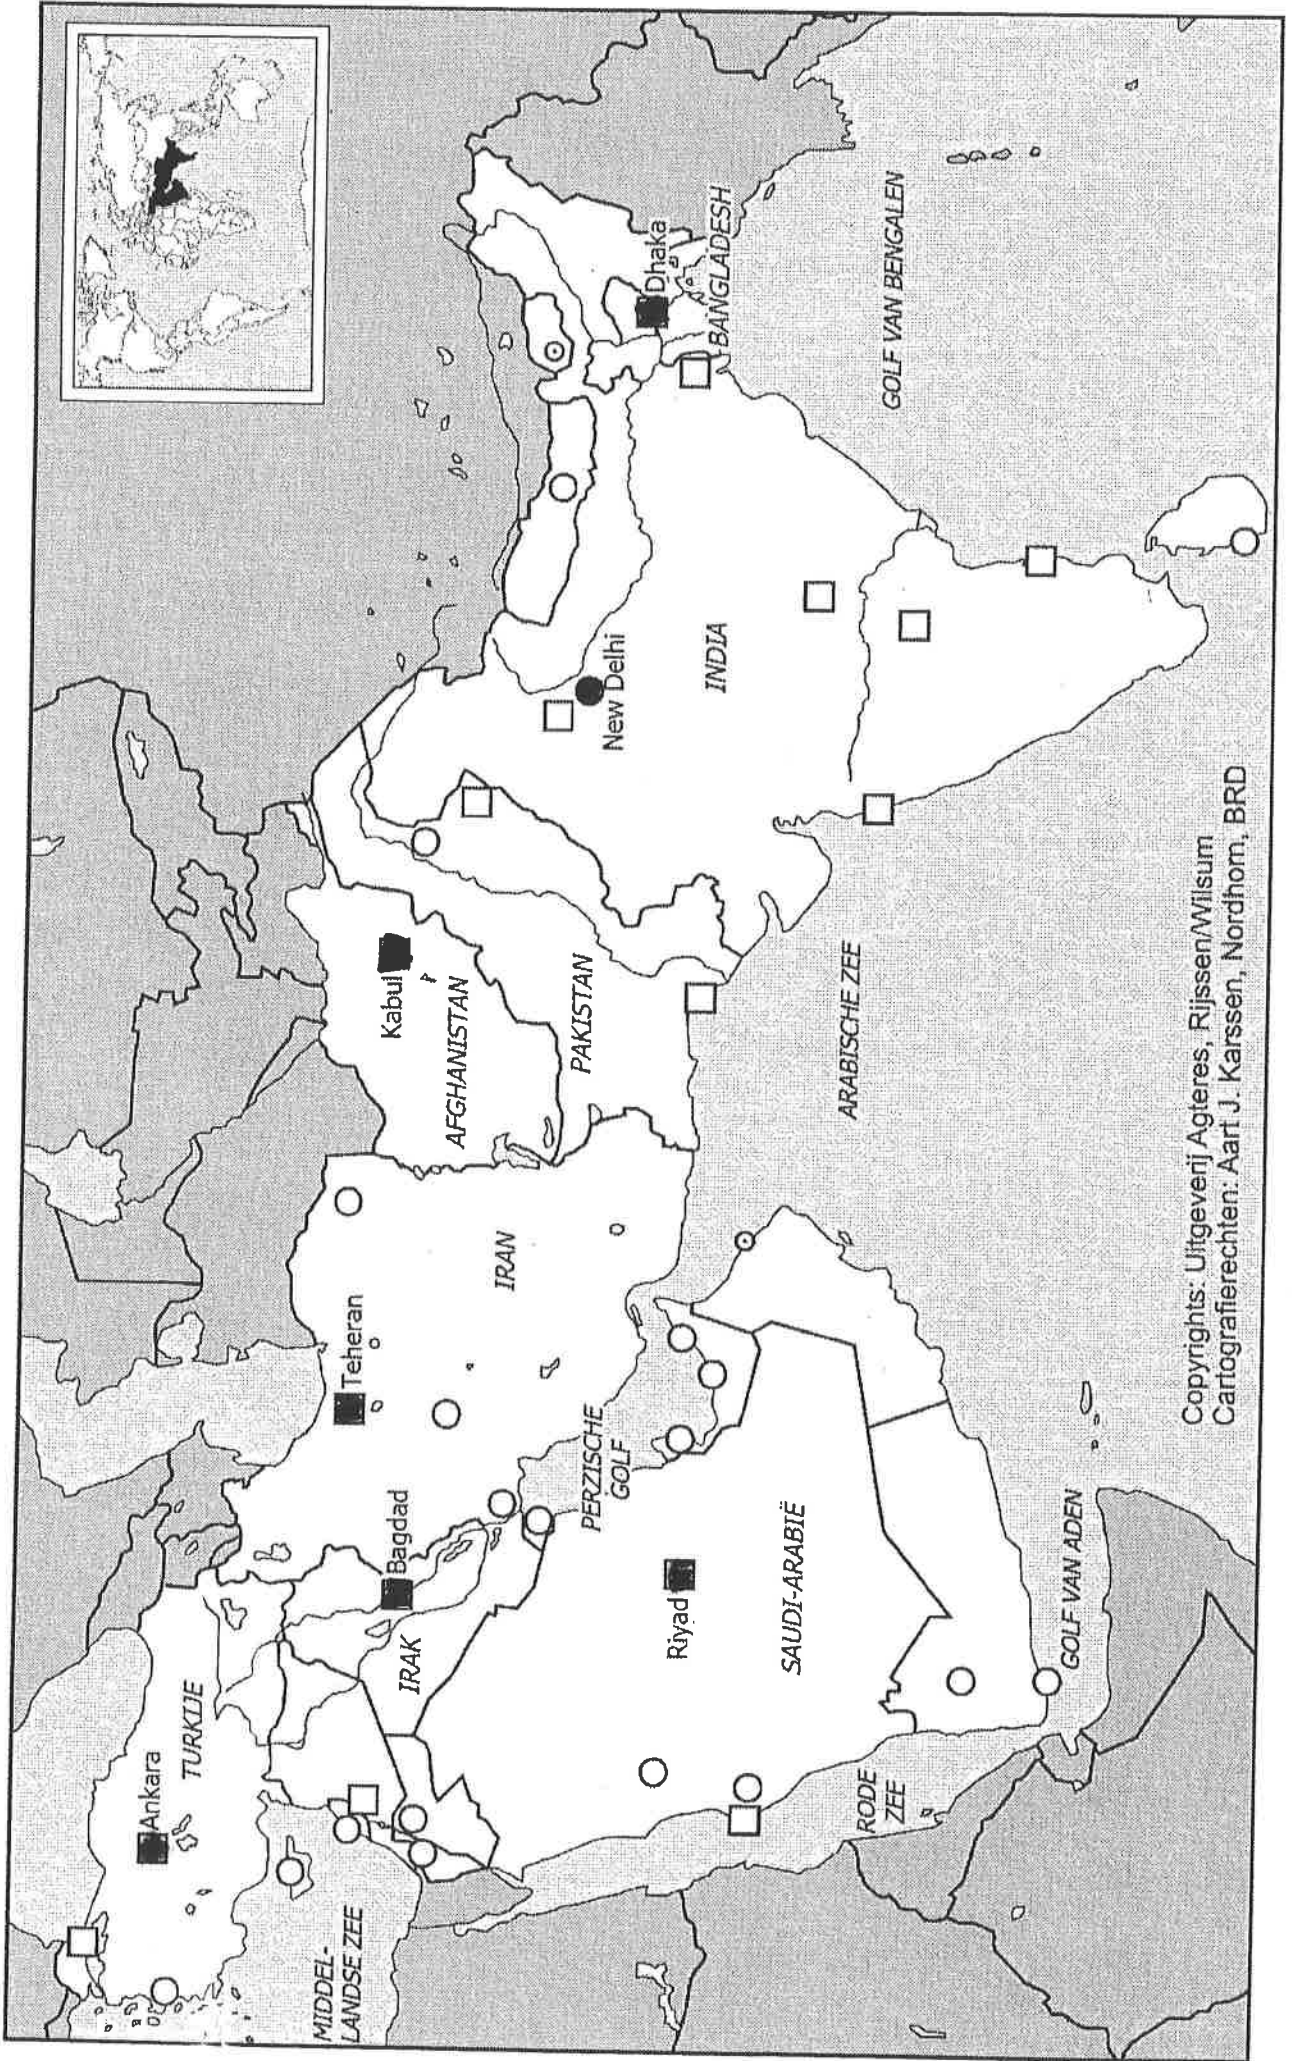 TURKIJE
Ankara
MIDDEL-
LANDSE ZEE
IRAK
Bagdad
Teheran
IRAN
AFGHANISTAN
Kabul
PAKISTAN
New Delhi
INDIA
Dhaka
BANGLADESH
PERZISCHE
GOLF
Riyad
SAUDI-ARABIË
RODE
ZEE
GOLF VAN ADEN
ARABISCHE ZEE
GOLF VAN BENGALEN
Copyrights: Uitgeverij Agteres, Rijssen/Wilsum
Cartografierechten: Aart J. Karssen, Nordhorn, BRD